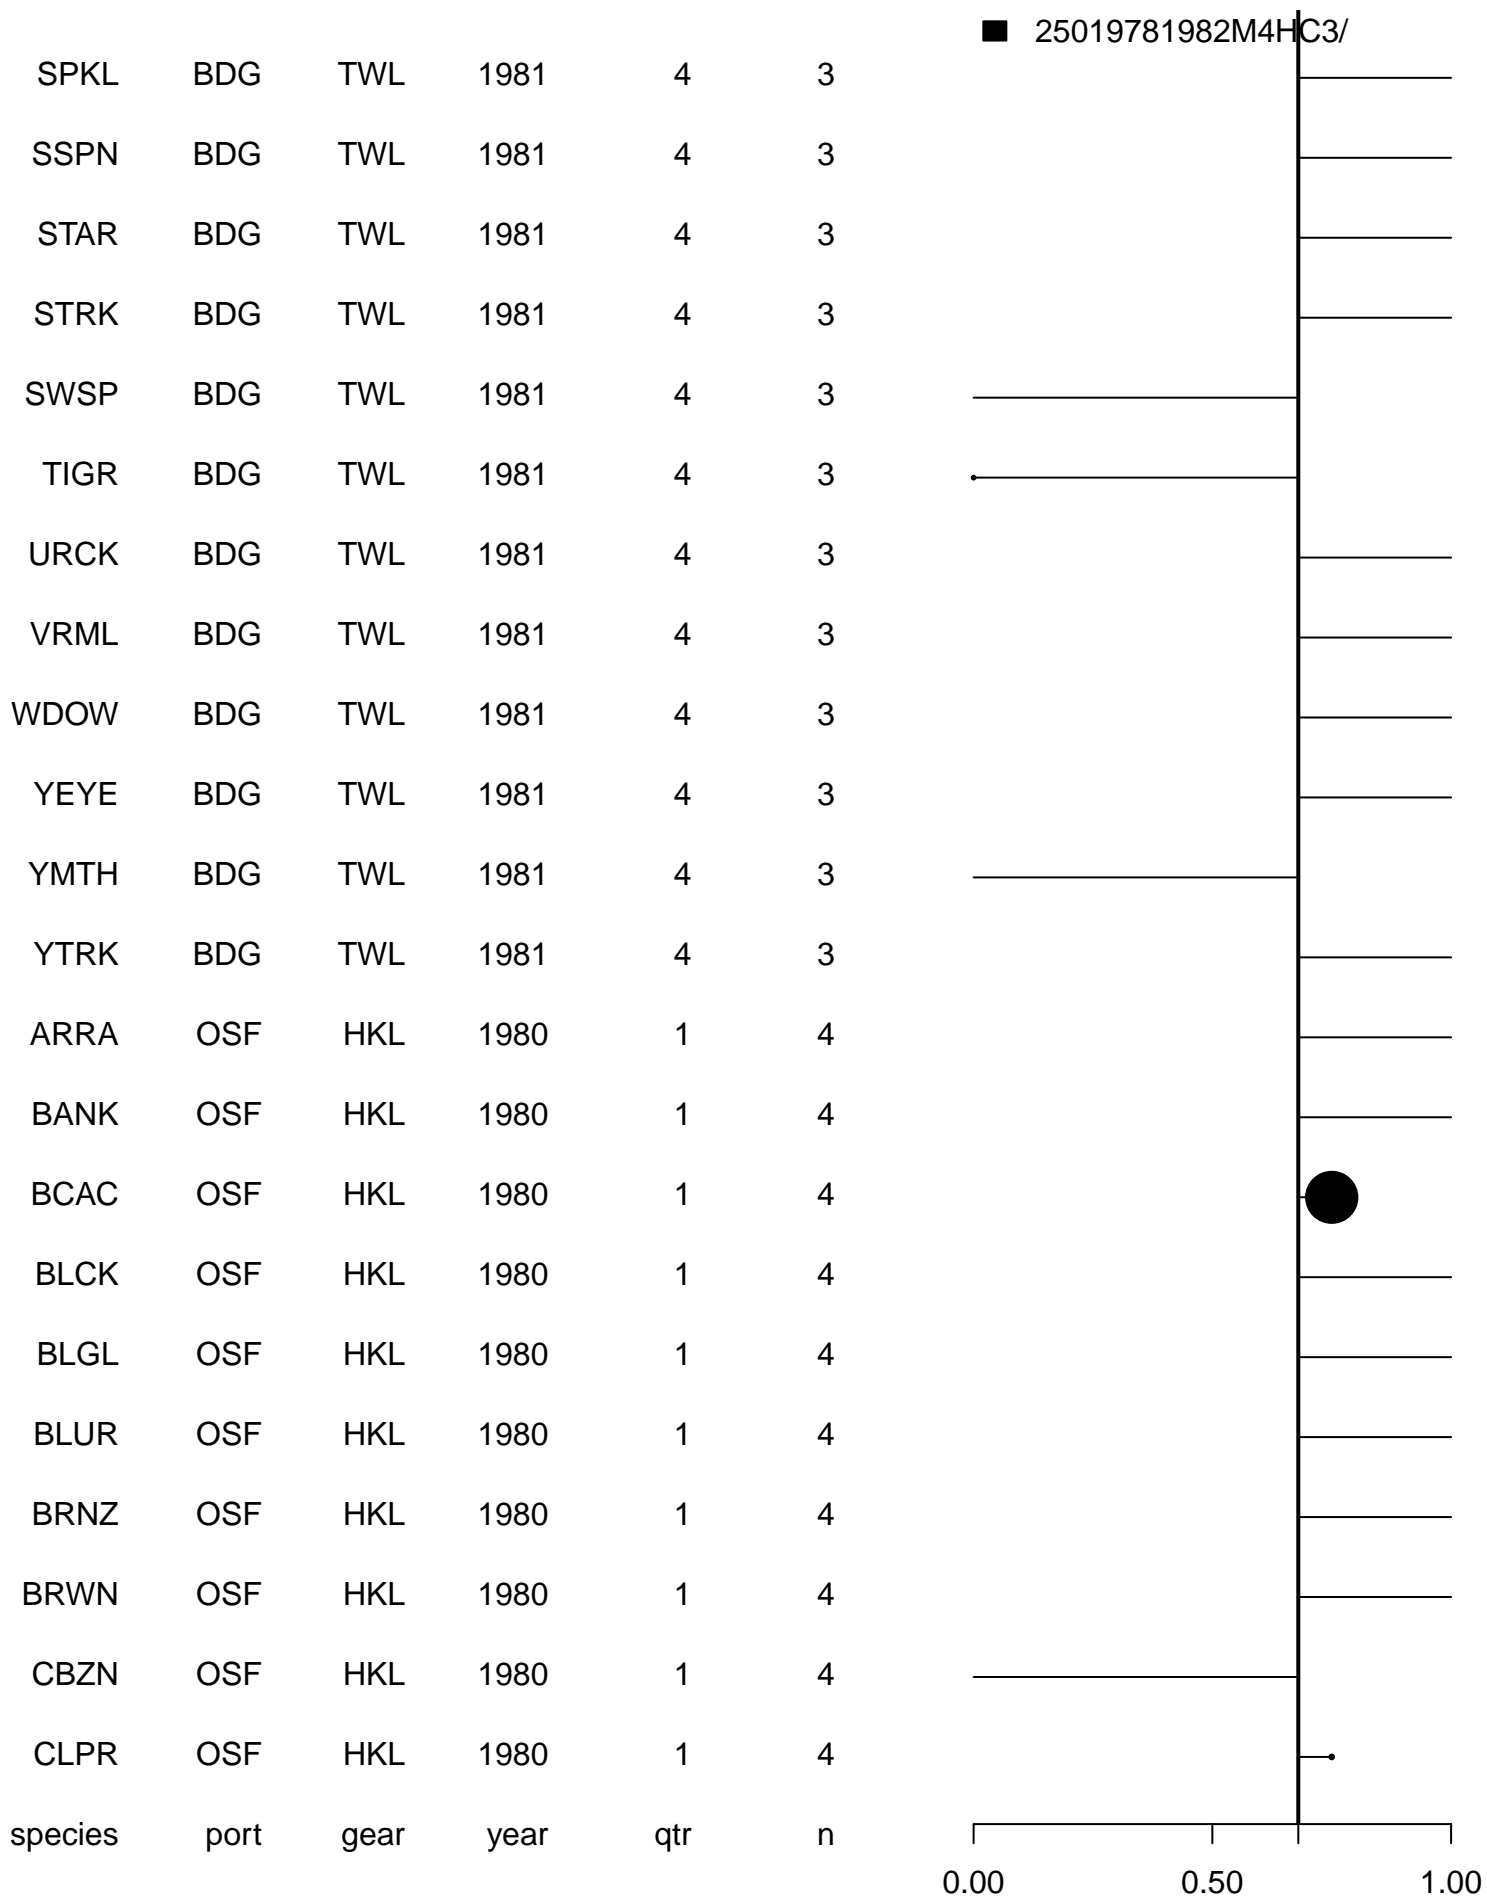 25019781982M4HC3/
SPKL BDG TWL 1981 4 3
SSPN BDG TWL 1981 4 3
STAR BDG TWL 1981 4 3
STRK BDG TWL 1981 4 3
SWSP BDG TWL 1981 4 3
TIGR BDG TWL 1981 4 3
URCK BDG TWL 1981 4 3
VRML BDG TWL 1981 4 3
WDOW BDG TWL 1981 4 3
YEYE BDG TWL 1981 4 3
YMTH BDG TWL 1981 4 3
YTRK BDG TWL 1981 4 3
ARRA OSF HKL 1980 1 4
BANK OSF HKL 1980 1 4
BCAC OSF HKL 1980 1 4
BLCK OSF HKL 1980 1 4
BLGL OSF HKL 1980 1 4
BLUR OSF HKL 1980 1 4
BRNZ OSF HKL 1980 1 4
BRWN OSF HKL 1980 1 4
CBZN OSF HKL 1980 1 4
CLPR OSF HKL 1980 1 4
species port gear year qtr n
0.00 0.50 1.00